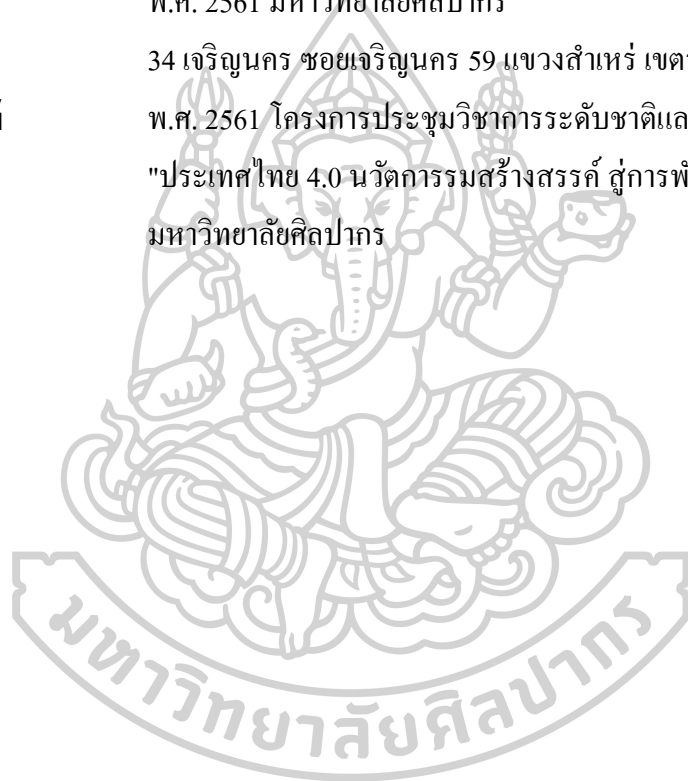 พ.ศ. 2561 มหาวิทยาลัยศิลปากร
34 เจริญนคร ซอยเจริญนคร 59 แขวงสำเหร่
พ.ศ. 2561 โครงการประชุมวิชาการระดับชาติและ
"ประเทศไทย 4.0 นวัตการรมสร้างสรรค์ สู่การ
มหาวิทยาลัยศิลปากร
มหาวิทยาลัยศิลปากร